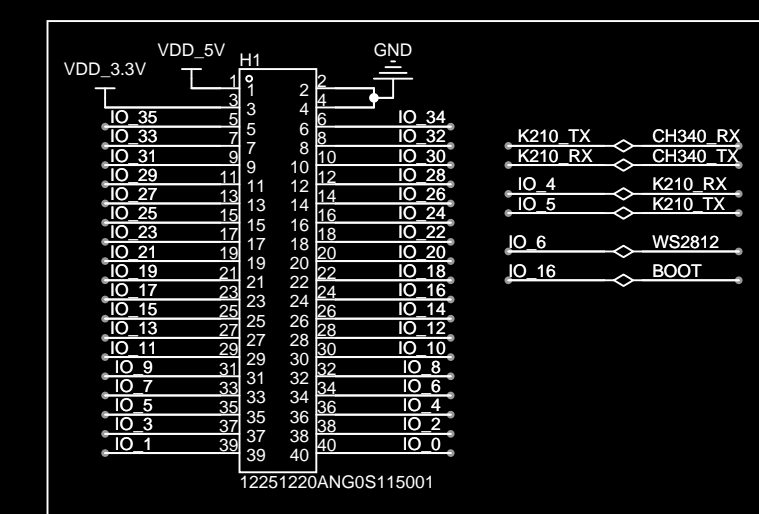 VDD_5V H1 GND
VDD_3.3V
1 1 2 2
3 3 4 4
IO_35 5 5 6 6 IO_34
IO_33 7 7 8 8 IO_32
IO_31 9 9 10 10 IO_30
IO_29 11 11 12 12 IO_28
IO_27 13 13 14 14 IO_26
IO_25 15 15 16 16 IO_24
IO_23 17 17 18 18 IO_22
IO_21 19 19 20 20 IO_20
IO_19 21 21 22 22 IO_18
IO_17 23 23 24 24 IO_16
IO_15 25 25 26 26 IO_14
IO_13 27 27 28 28 IO_12
IO_11 29 29 30 30 IO_10
IO_9 31 31 32 32 IO_8
IO_7 33 33 34 34 IO_6
IO_5 35 35 36 36 IO_4
IO_3 37 37 38 38 IO_2
IO_1 39 39 40 40 IO_0
12251220ANG0S115001
K210_TX CH340_RX
K210_RX CH340_TX
IO_4 K210_RX
IO_5 K210_TX
IO_6 WS2812
IO_16 BOOT